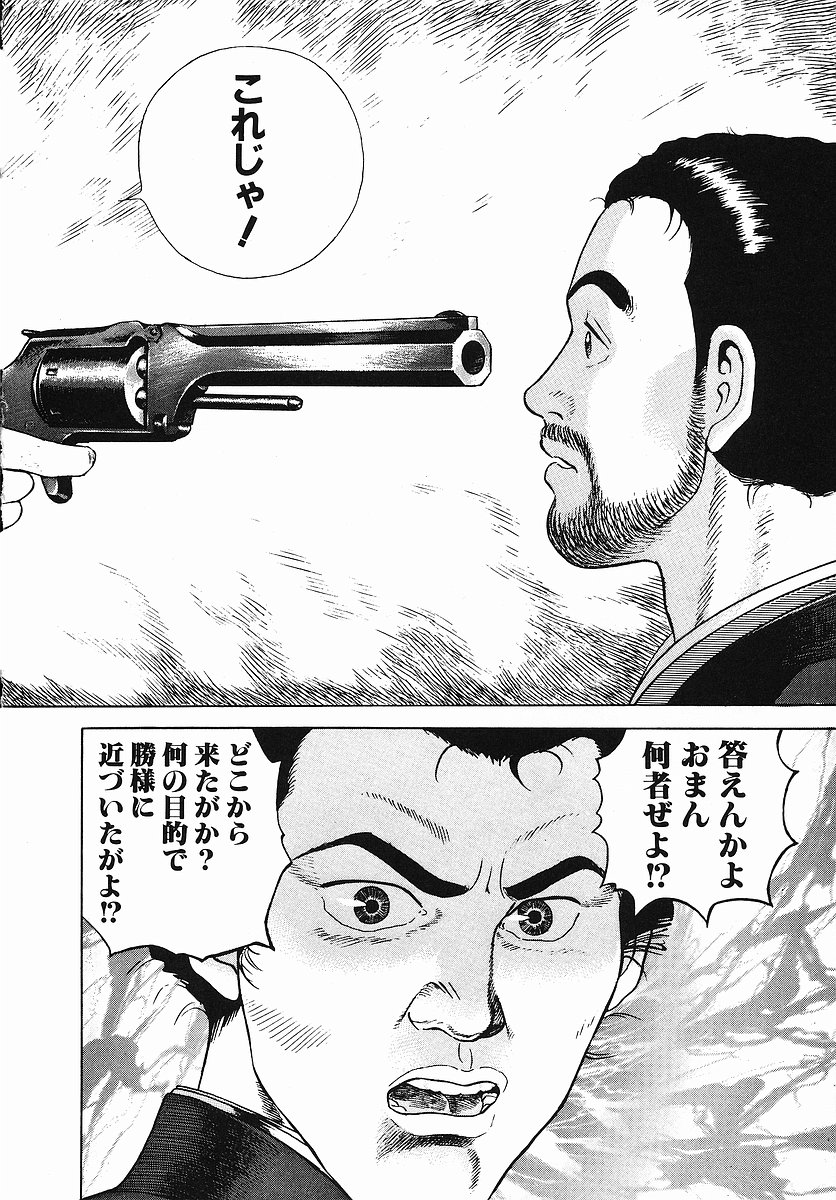 これじゃ！
答えんかよ
おまん
何者ぜよ!?
どこから
来たがか？
何の目的で
勝様に
近づいたがよ!?